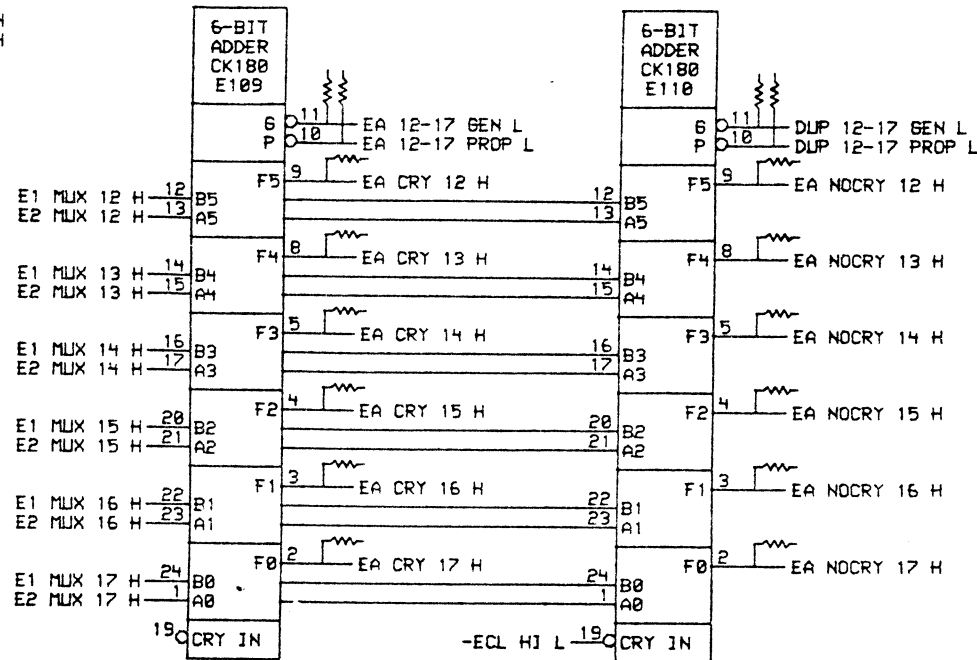 6-BIT ADDER CK180 E109
6-BIT ADDER CK180 E110
G 11 EA 12-17 GEN L
P 10 EA 12-17 PROP L
G 11 DUP 12-17 GEN L
P 10 DUP 12-17 PROP L
F5 9 EA CRY 12 H
F5 9 EA NOCRY 12 H
E1 MUX 12 H 12 B5
12 B5
E2 MUX 12 H 13 A5
13 A5
F4 8 EA CRY 13 H
F4 8 EA NOCRY 13 H
E1 MUX 13 H 14 B4
14 B4
E2 MUX 13 H 15 A4
15 A4
F3 5 EA CRY 14 H
F3 5 EA NOCRY 14 H
E1 MUX 14 H 16 B3
16 B3
E2 MUX 14 H 17 A3
17 A3
F2 4 EA CRY 15 H
F2 4 EA NOCRY 15 H
E1 MUX 15 H 20 B2
20 B2
E2 MUX 15 H 21 A2
21 A2
F1 3 EA CRY 16 H
F1 3 EA NOCRY 16 H
E1 MUX 16 H 22 B1
22 B1
E2 MUX 16 H 23 A1
23 A1
F0 2 EA CRY 17 H
F0 2 EA NOCRY 17 H
E1 MUX 17 H 24 B0
24 B0
E2 MUX 17 H 1 A0
1 A0
19 CRY IN
-ECL HI L 19 CRY IN